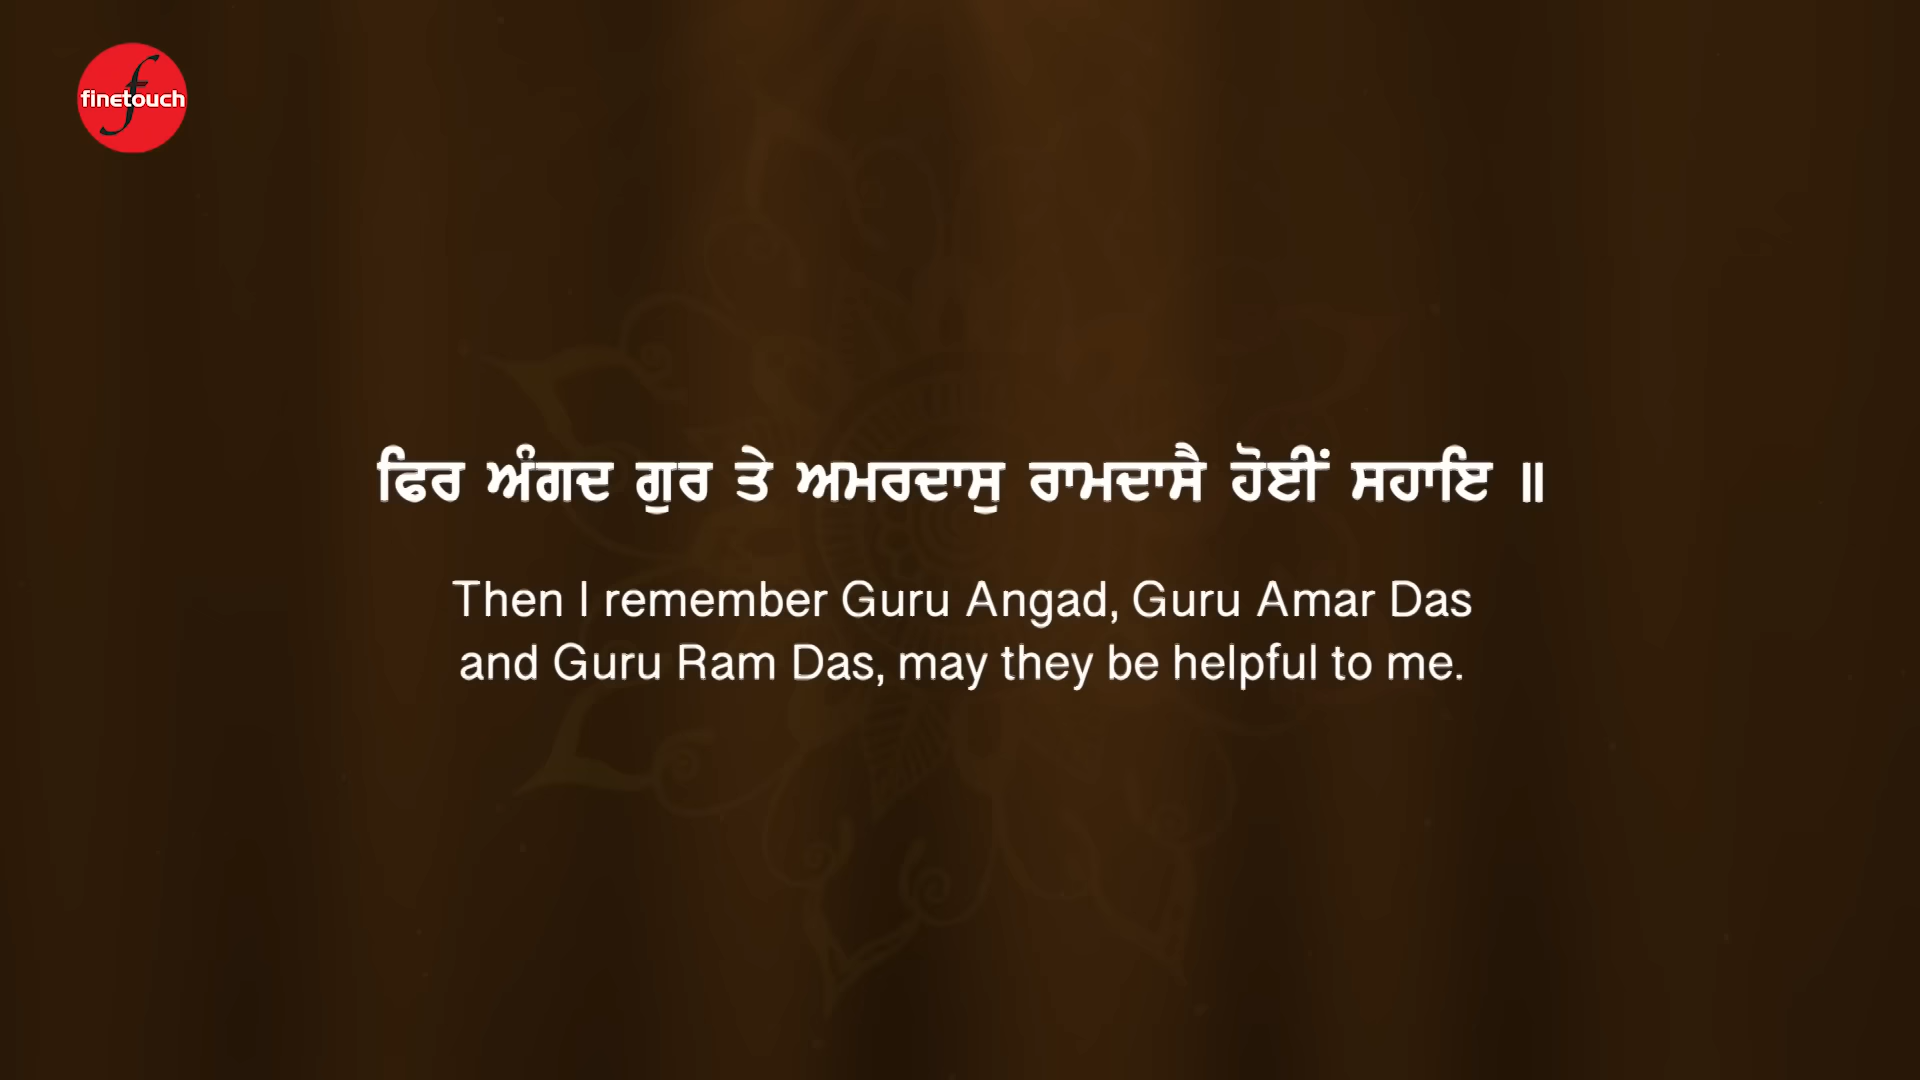 finetouch
ਫਿਰ ਅੰਗਦ ਗੁਰ ਤੇ ਅਮਰਦਾਸੁ ਰਾਮਦਾਸੈ ਹੋਈਂ ਸਹਾਇ ॥
Then I remember Guru Angad, Guru Amar Das
and Guru Ram Das, may they be helpful to me.